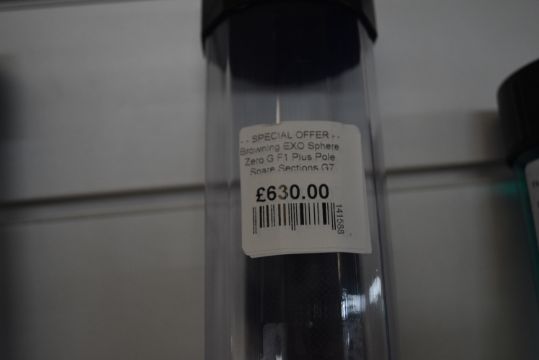 - - SPECIAL OFFER - -
Browning EXO Sphere
Zero G F1 Plus Pole
Spare Sections G7
£630.00
141588